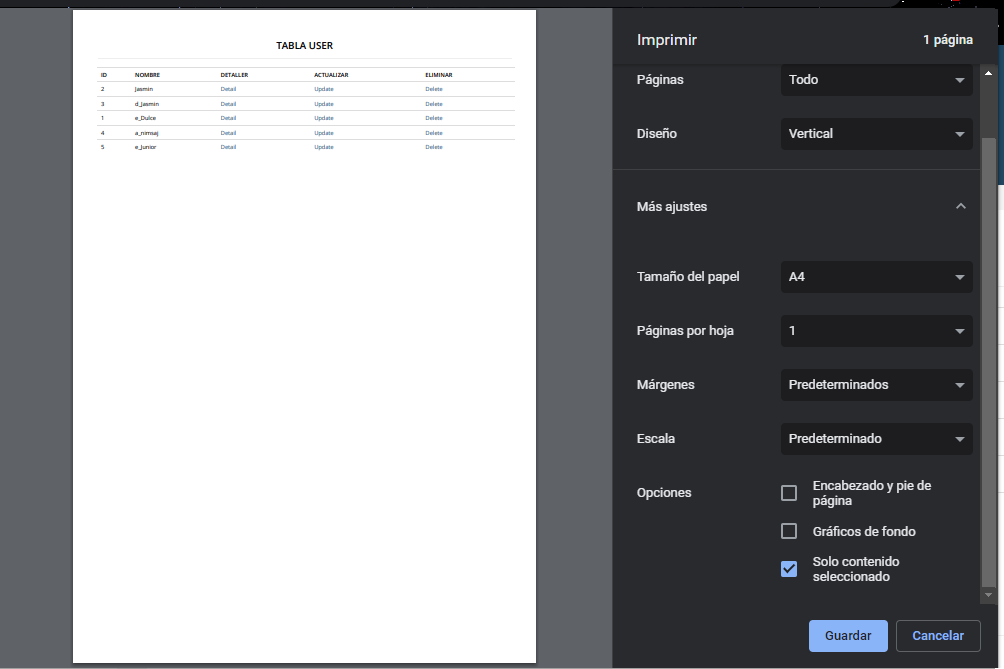 TABLA USER
ID NOMBRE DETALLER ACTUALIZAR ELIMINAR
2 Jasmin Detail Update Delete
3 d_Jasmin Detail Update Delete
1 e_Dulce Detail Update Delete
4 a_nimsaj Detail Update Delete
5 e_Junior Detail Update Delete
Imprimir 1 página
Páginas Todo
Diseño Vertical
Más ajustes
Tamaño del papel A4
Páginas por hoja 1
Márgenes Predeterminados
Escala Predeterminado
Opciones Encabezado y pie de
página
Gráficos de fondo
Solo contenido
seleccionado
Guardar Cancelar